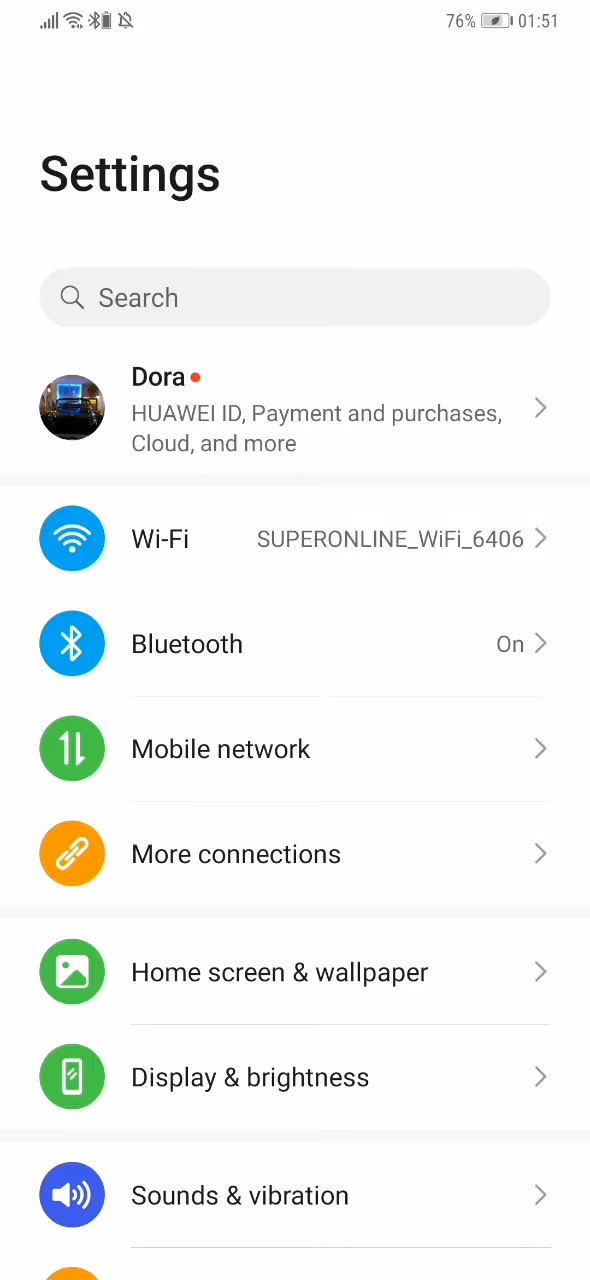 76% 01:51
Settings
Search
Dora
HUAWEI ID, Payment and purchases,
Cloud, and more
Wi-Fi SUPERONLINE_WiFi_6406
Bluetooth On
Mobile network
More connections
Home screen & wallpaper
Display & brightness
Sounds & vibration